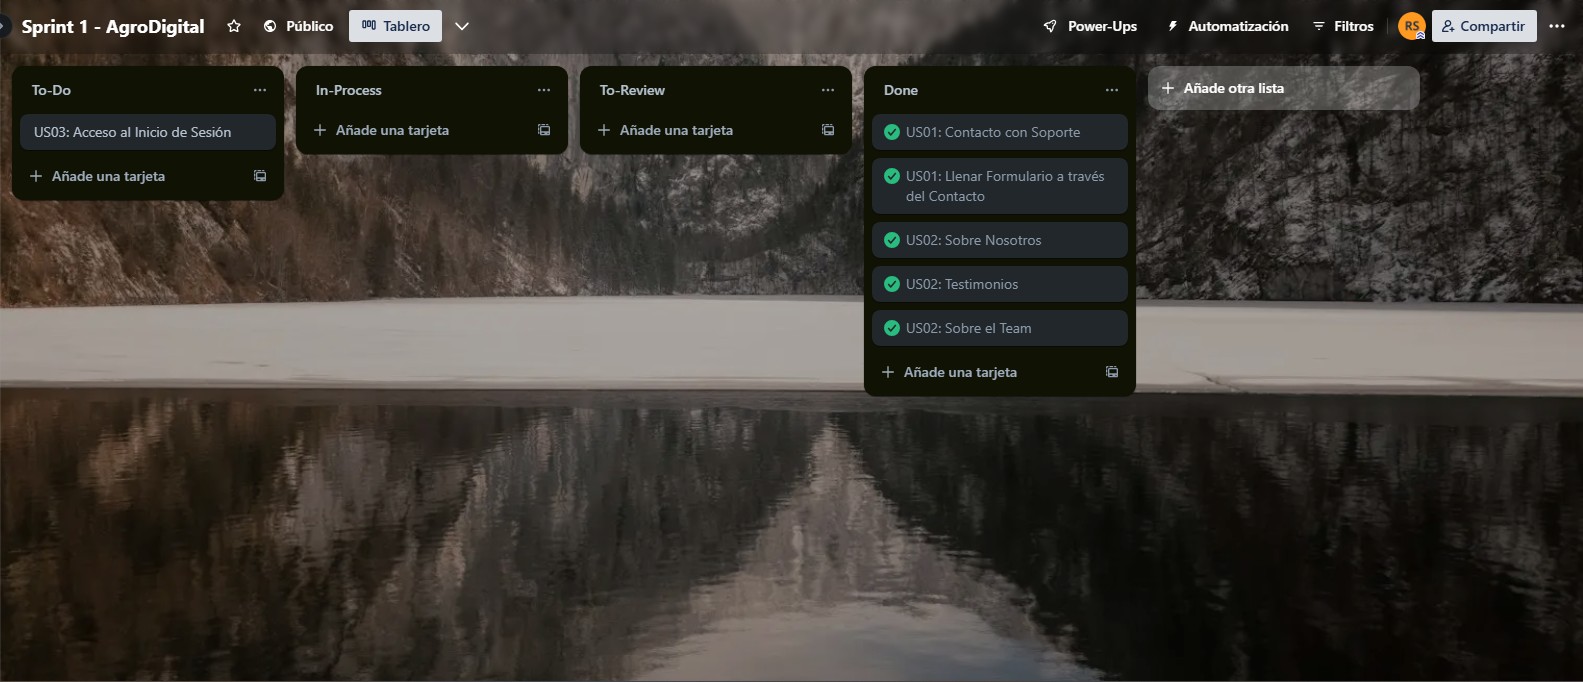 Sprint 1 - AgroDigital
Público
Tablero
Power-Ups
Automatización
Filtros
RS
Compartir
To-Do
US03: Acceso al Inicio de Sesión
Añade una tarjeta
In-Process
Añade una tarjeta
To-Review
Añade una tarjeta
Done
US01: Contacto con Soporte
US01: Llenar Formulario a través
del Contacto
US02: Sobre Nosotros
US02: Testimonios
US02: Sobre el Team
Añade una tarjeta
Añade otra lista